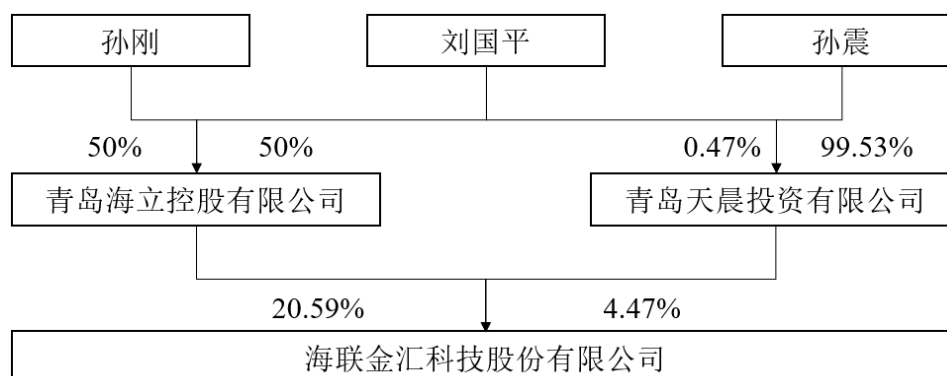 孙刚
刘国平
孙震
50%
50%
0.47%
99.53%
青岛海立控股有限公司
青岛天晨投资有限公司
20.59%
4.47%
海联金汇科技股份有限公司